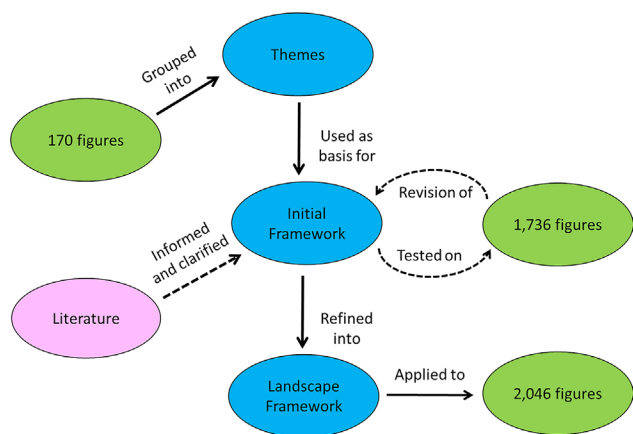 Themes
Grouped
into
170 figures
Used as
basis for
Revision of
Initial
Framework
1,736 figures
Tested on
Informed
and clarified
Literature
Refined
into
Landscape
Framework
Applied to
2,046 figures